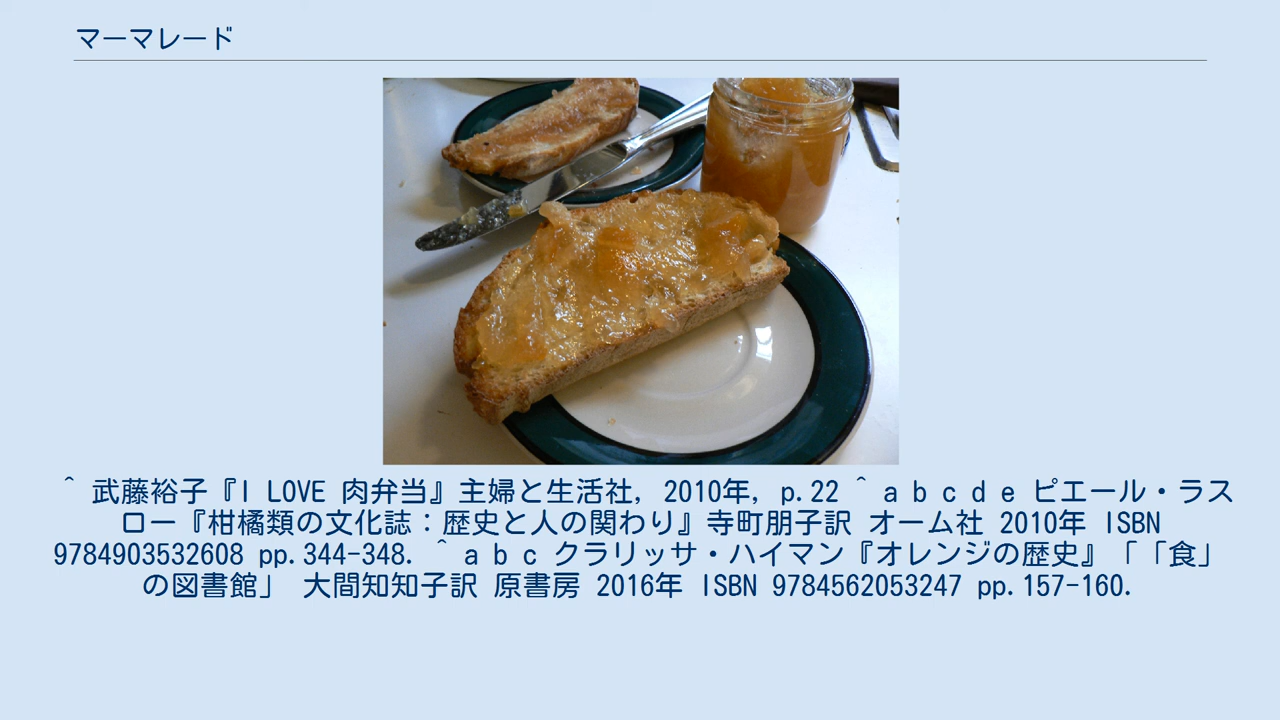 マーマレード
^ 武藤裕子『I LOVE 肉弁当』主婦と生活社, 2010年, p.22 ^ a b c d e ピエール・ラス
ロー『柑橘類の文化誌：歴史と人の関わり』寺町朋子訳 オーム社 2010年 ISBN
9784903532608 pp.344-348. ^ a b c クラリッサ・ハイマン『オレンジの歴史』「「食」
の図書館」 大間知知子訳 原書房 2016年 ISBN 9784562053247 pp.157-160.